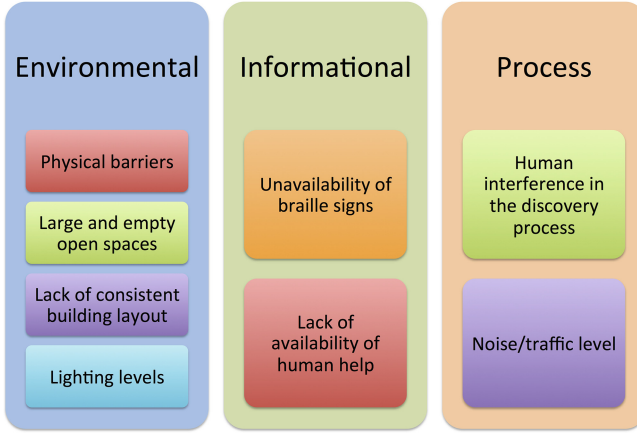 Environmental
Physical barriers
Large and empty
open spaces
Lack of consistent
building layout
Lighting levels
Informational
Unavailability of
braille signs
Lack of
availability of
human help
Process
Human
interference in
the discovery
process
Noise/traffic level